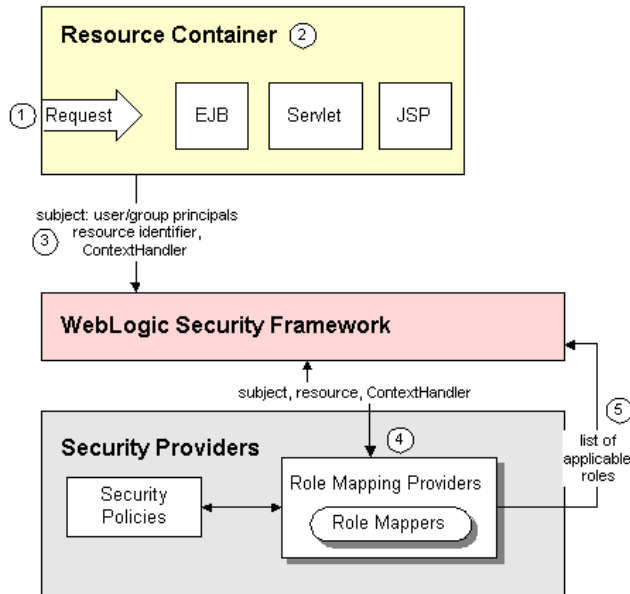 Resource Container 2
1 Request
EJB
Servlet
JSP
subject: user/group principals
3 resource identifier,
ContextHandler
WebLogic Security Framework
subject, resource, ContextHandler
5
list of
applicable
roles
4
Security Providers
Security
Policies
Role Mapping Providers
Role Mappers